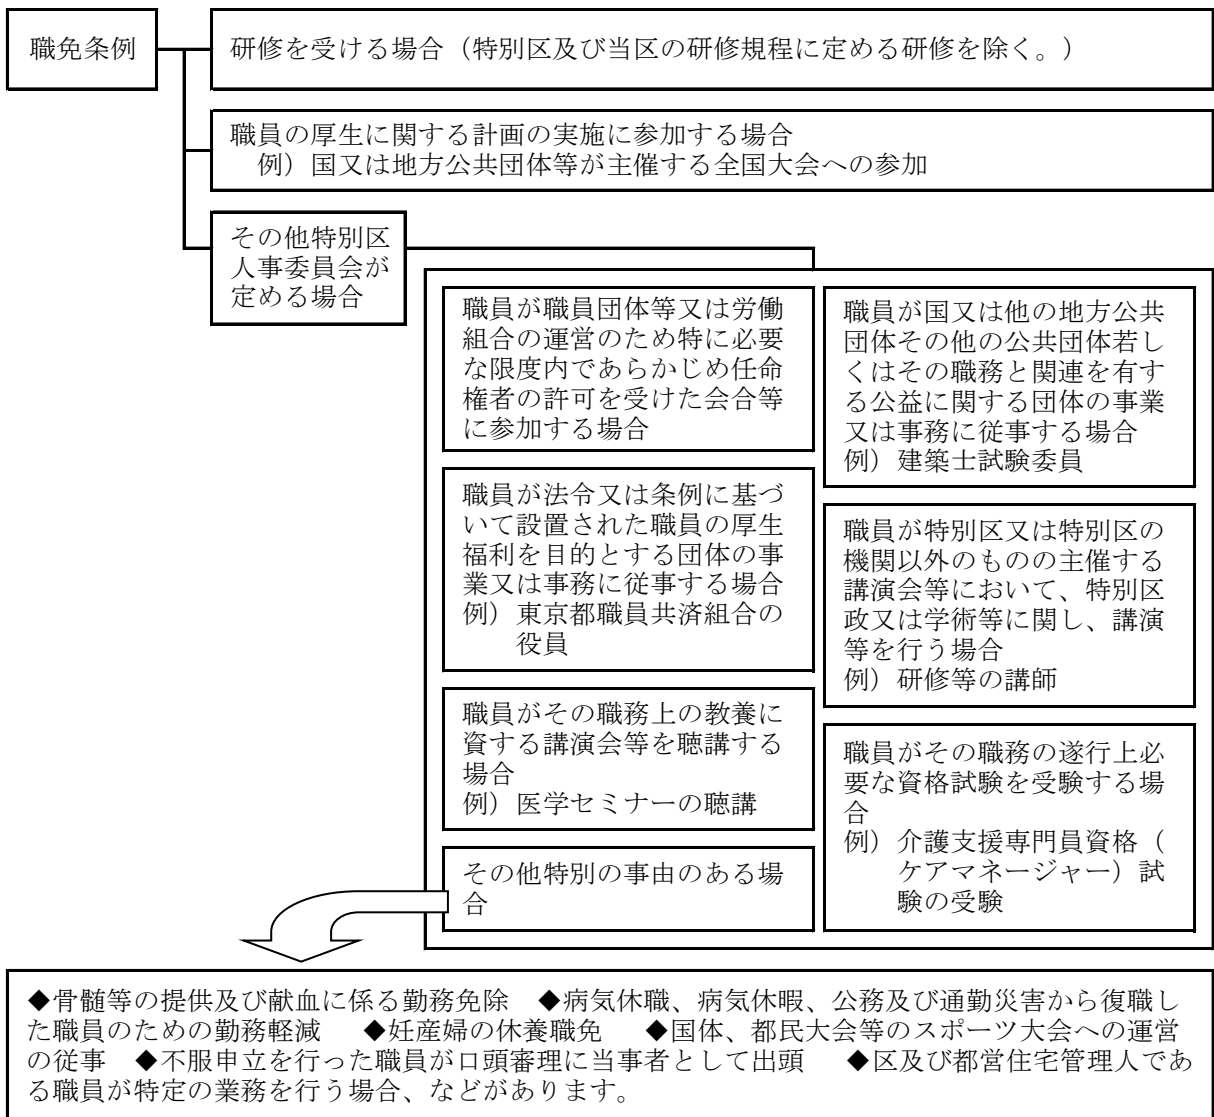 職免条例
研修を受ける場合（特別区及び当区の研修規程に定める研修を除く。）
職員の厚生に関する計画の実施に参加する場合
例）国又は地方公共団体等が主催する全国大会への参加
その他特別区
人事委員会が
定める場合
職員が職員団体等又は労働
組合の運営のため特に必要
な限度内であらかじめ任命
権者の許可を受けた会合等
に参加する場合
職員が法令又は条例に基づ
いて設置された職員の厚生
福利を目的とする団体の事
業又は事務に従事する場合
例）東京都職員共済組合の
役員
職員がその職務上の教養に
資する講演会等を聴講する
場合
例）医学セミナーの聴講
その他特別の事由のある場
合
職員が国又は他の地方公共
団体その他の公共団体若し
くはその職務と関連を有す
る公益に関する団体の事業
又は事務に従事する場合
例）建築士試験委員
職員が特別区又は特別区の
機関以外のものの主催する
講演会等において、特別区
政又は学術等に関し、講演
等を行う場合
例）研修等の講師
職員がその職務の遂行上必
要な資格試験を受験する場
合
例）介護支援専門員資格（
ケアマネージャー）試
験の受験
◆骨髄等の提供及び献血に係る勤務免除　◆病気休職、病気休暇、公務及び通勤災害から復職し
た職員のための勤務軽減　◆妊産婦の休養職免　◆国体、都民大会等のスポーツ大会への運営
の従事　◆不服申立を行った職員が口頭審理に当事者として出頭　◆区及び都営住宅管理人であ
る職員が特定の業務を行う場合、などがあります。